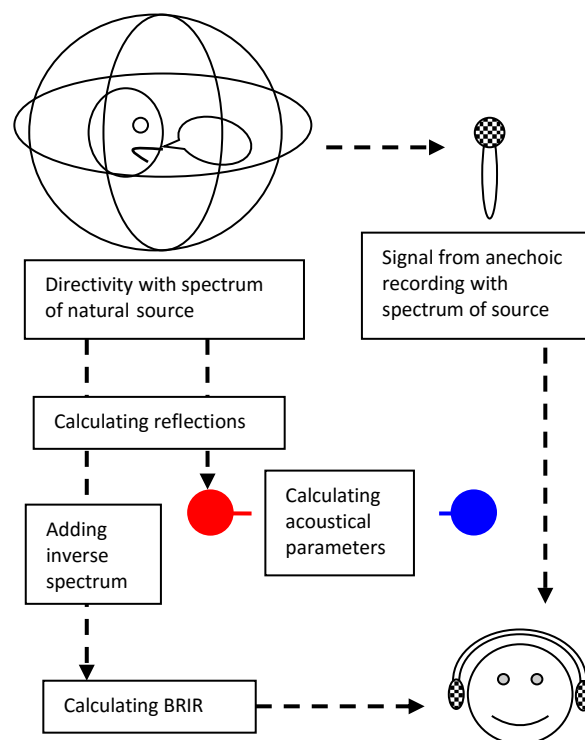 Directivity with spectrum
of natural source
Signal from anechoic
recording with
spectrum of source
Calculating reflections
Calculating
acoustical
parameters
Adding
inverse
spectrum
Calculating BRIR